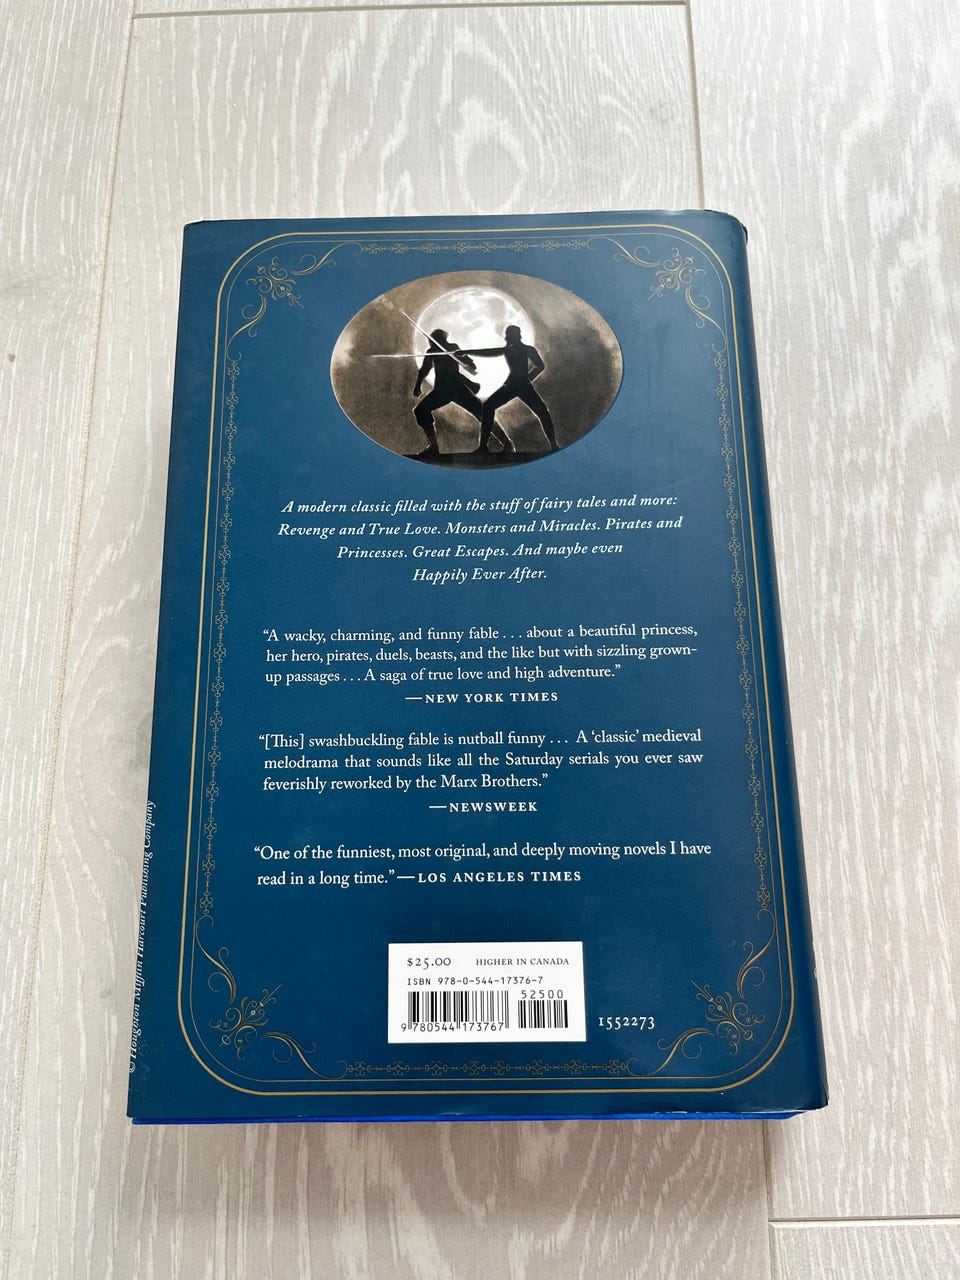 A modern classic filled with the stuff of fairy tales and more:
Revenge and True Love. Monsters and Miracles. Pirates and
Princesses. Great Escapes. And maybe even
Happily Ever After.
“A wacky, charming, and funny fable . . . about a beautiful princess,
her hero, pirates, duels, beasts, and the like but with sizzling grown-
up passages . . . A saga of true love and high adventure.”
—NEW YORK TIMES
“[This] swashbuckling fable is nutball funny . . . A ‘classic’ medieval
melodrama that sounds like all the Saturday serials you ever saw
feverishly reworked by the Marx Brothers.”
—NEWSWEEK
“One of the funniest, most original, and deeply moving novels I have
read in a long time.”—LOS ANGELES TIMES
$25.00 HIGHER IN CANADA
ISBN 978-0-544-17376-7
52500
9 780544 173767
1552273
© Houghton Mifflin Harcourt Publishing Company